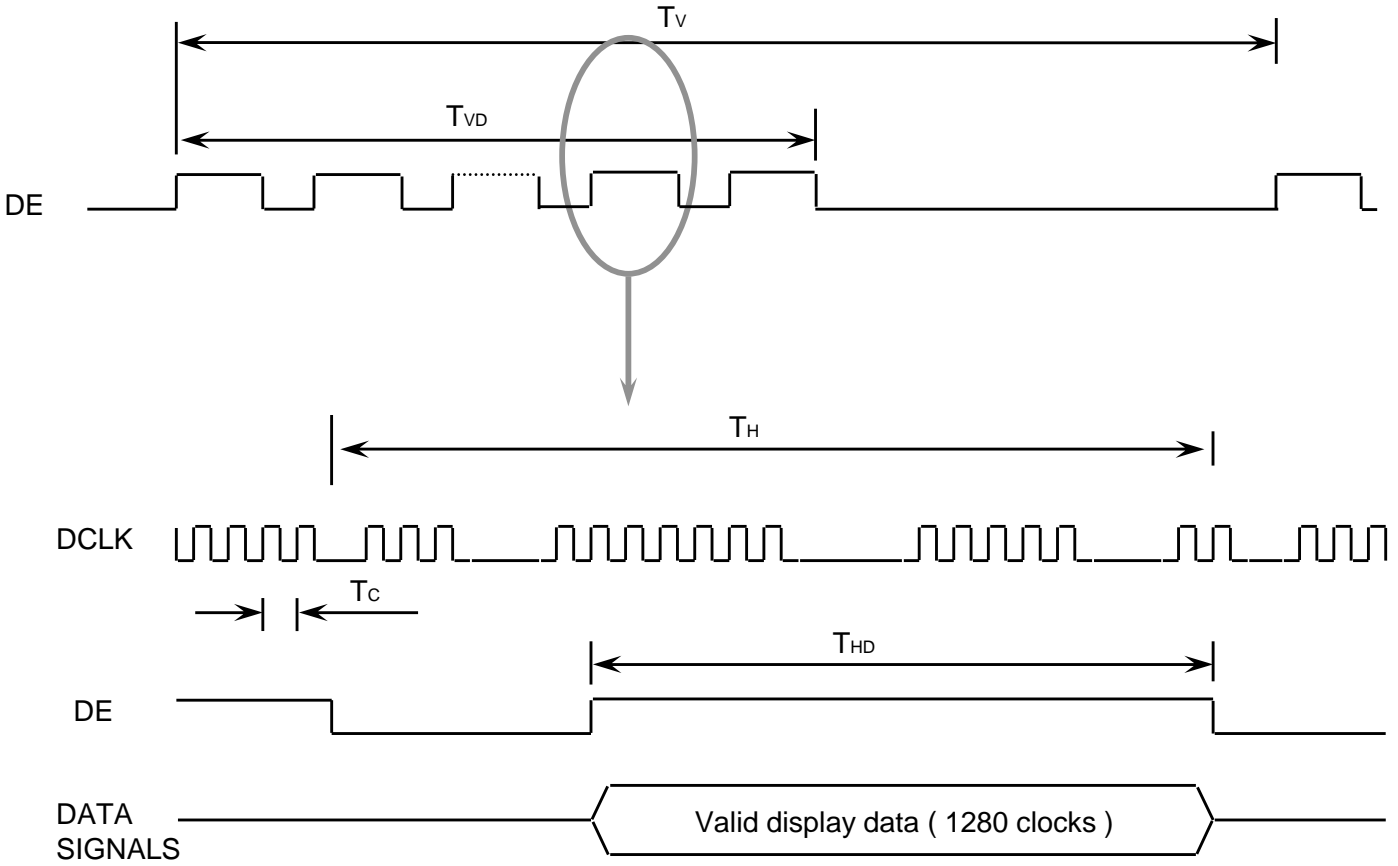 TV
TVD
DE
TH
DCLK
TC
THD
DE
DATA
SIGNALS
Valid display data ( 1280 clocks )